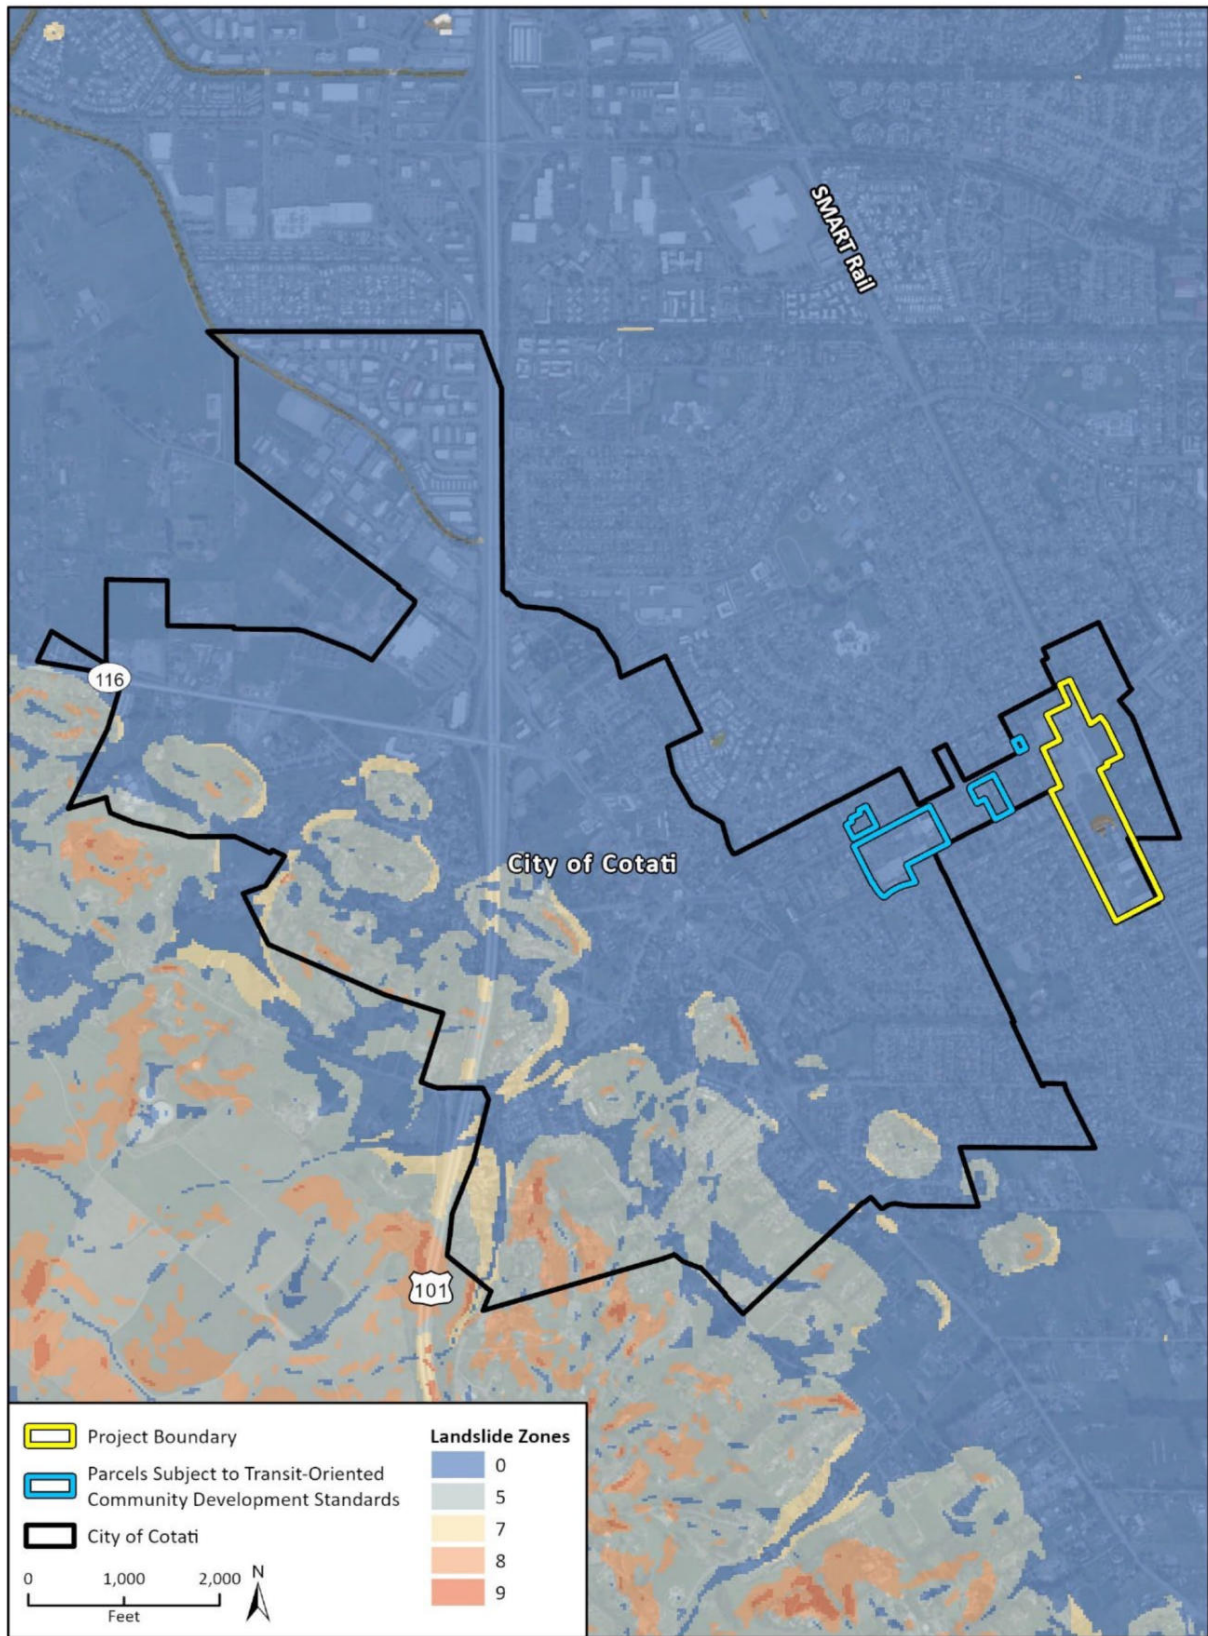 SMART Rail
116
City of Cotati
101
Project Boundary
Parcels Subject to Transit-Oriented
Community Development Standards
City of Cotati
0 1,000 2,000
Feet
N
Landslide Zones
0
5
7
8
9